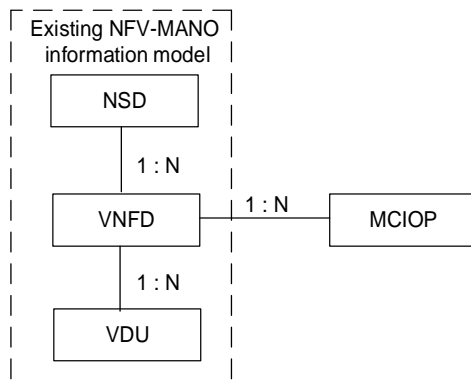 Existing NFV-MANO
information model
NSD
1 : N
VNFD
1 : N
MCIOP
1 : N
VDU